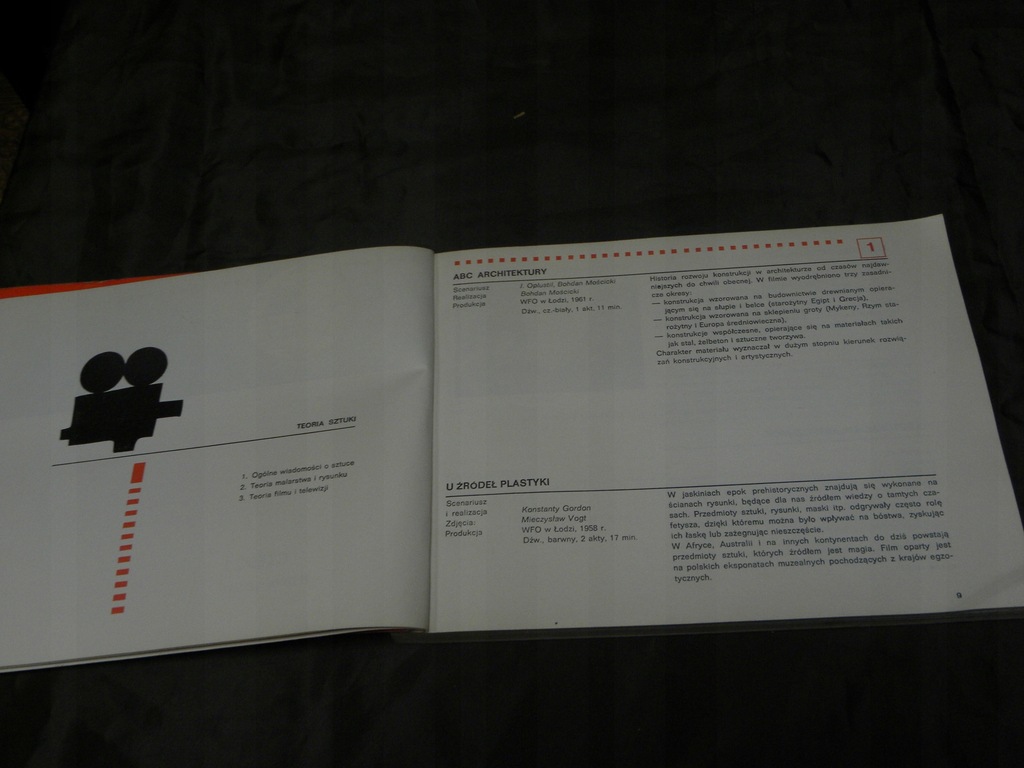 TEORIA SZTUKI
1. Ogólne wiadomości o sztuce
2. Teoria malarstwa i rysunku
3. Teoria filmu i telewizji
1
ABC ARCHITEKTURY
Scenariusz
Realizacja
Produkcja
Bohdan Mościcki
Bohdan Mościcki
WFO w Łodzi, 1961 r.
Dźw., cz.-biały, 1 akt, 11 min.
Historia rozwoju konstrukcji w architekturze od czasów najdaw-
niejszych do chwili obecnej. W filmie wyodrębniono trzy zasadni-
cze okresy:
— konstrukcja wzorowana na budownictwie drewnianym opiera-
jącym się na słupie i belce (starożytny Egipt i Grecja),
— konstrukcja wzorowana na sklepieniu groty (Mykeny, Rzym sta-
rożytny i Europa średniowieczna),
— konstrukcje współczesne, opierające się na materiałach takich
jak stal, żelbeton i sztuczne tworzywa.
Charakter materiału wyznaczał w dużym stopniu kierunek rozwią-
zań konstrukcyjnych i artystycznych.
U ŹRÓDEŁ PLASTYKI
Scenariusz
i realizacja
Zdjęcia:
Produkcja
Konstanty Gordon
Mieczysław Vogt
WFO w Łodzi, 1958 r.
Dźw., barwny, 2 akty, 17 min.
W jaskiniach epok prehistorycznych znajdują się wykonane na
ścianach rysunki, będące dla nas źródłem wiedzy o tamtych cza-
sach. Przedmioty sztuki, rysunki, maski itp. odgrywały często rolę
fetysza, dzięki któremu można było wpływać na bóstwa, zyskując
ich łaskę lub zażegnując nieszczęście.
W Afryce, Australii i na innych kontynentach do dziś powstają
przedmioty sztuki, których źródłem jest magia. Film oparty jest
na polskich eksponatach muzealnych pochodzących z krajów egzo-
tycznych.
9